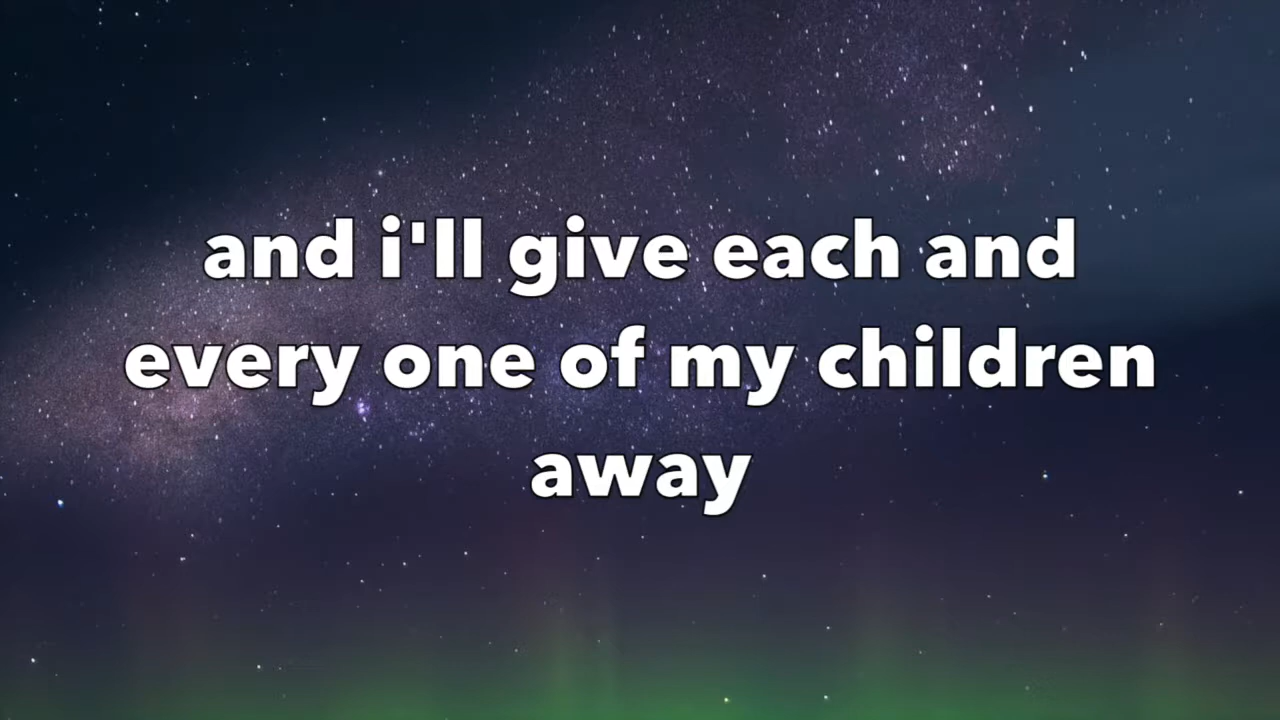 and i'll give each and
every one of my children
away